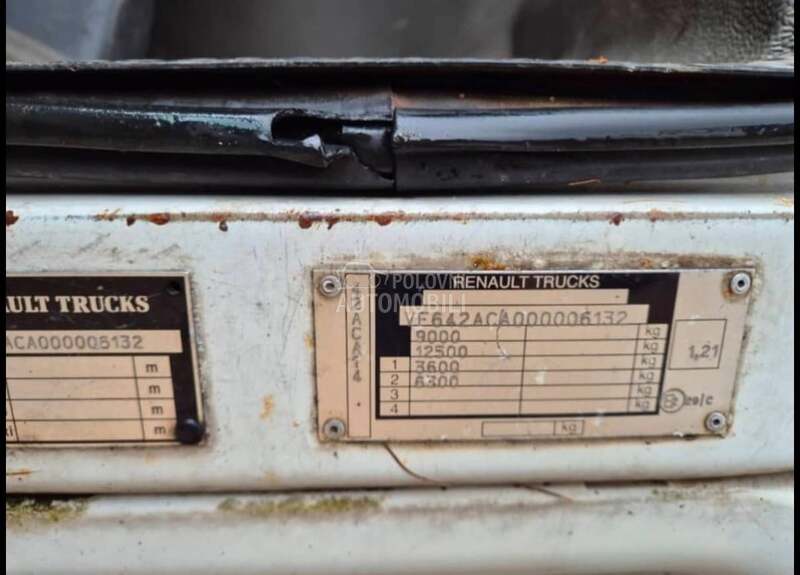 AULT TRUCKS
ACA000006132
m
m
m
m
POLOVNI
AUTOMOBILI
RENAULT TRUCKS
42ACA214
VF642ACA000006132
9000 kg
12500 kg
1 3600 kg
2 6300 kg
3 kg
4 kg
kg
1,21